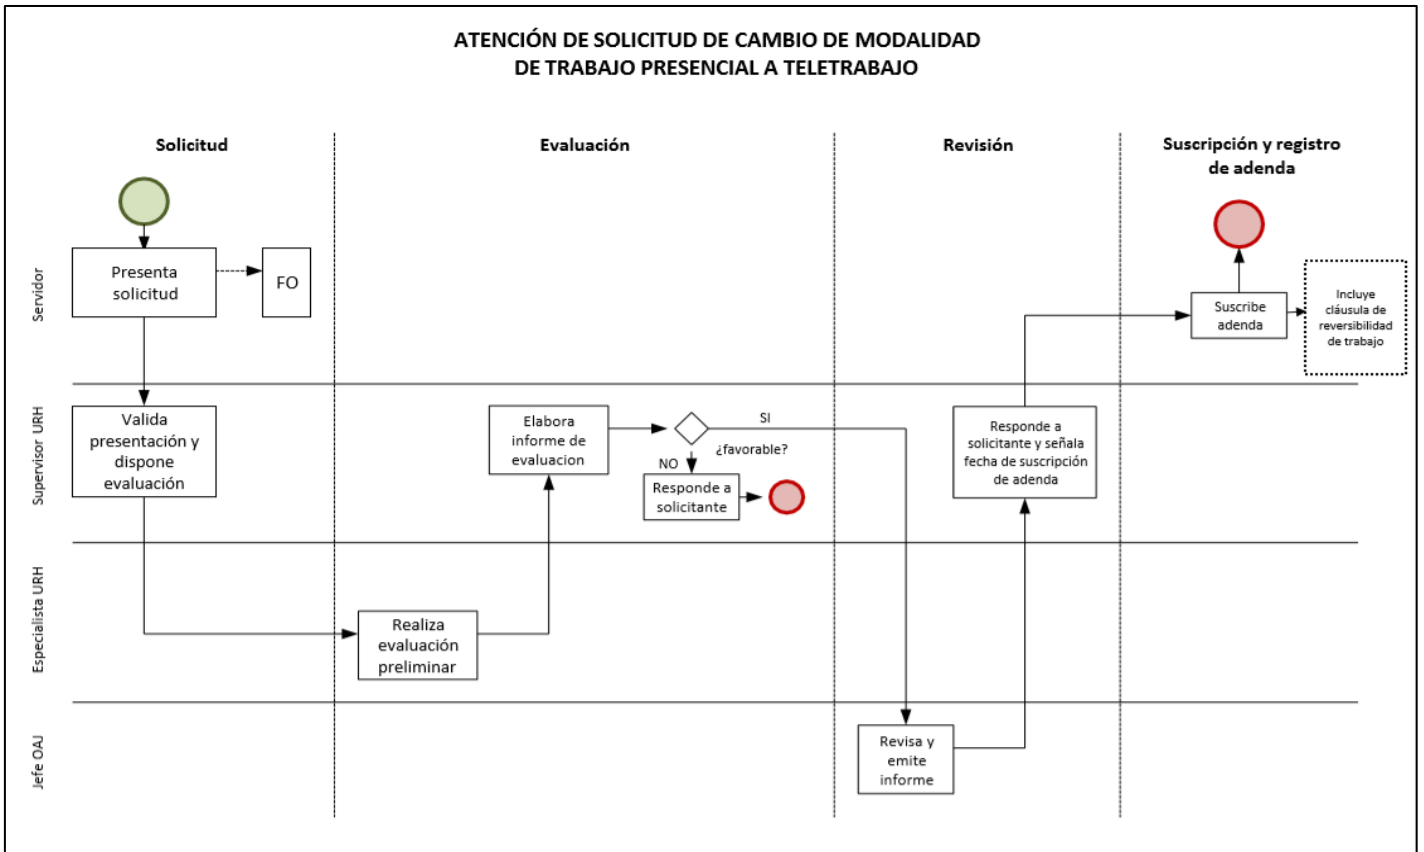 ATENCIÓN DE SOLICITUD DE CAMBIO DE MODALIDAD
DE TRABAJO PRESENCIAL A TELETRABAJO
Solicitud
Evaluación
Revisión
Suscripción y registro
de adenda
Servidor
Presenta
solicitud
FO
Suscribe
adenda
Incluye
cláusula de
reversibilidad
de trabajo
Supervisor URH
Valida
presentación y
dispone
evaluación
Elabora
informe de
evaluacion
SI
¿favorable?
NO
Responde a
solicitante
Responde a
solicitante y señala
fecha de suscripción
de adenda
Especialista URH
Realiza
evaluación
preliminar
Jefe OAJ
Revisa y
emite
informe